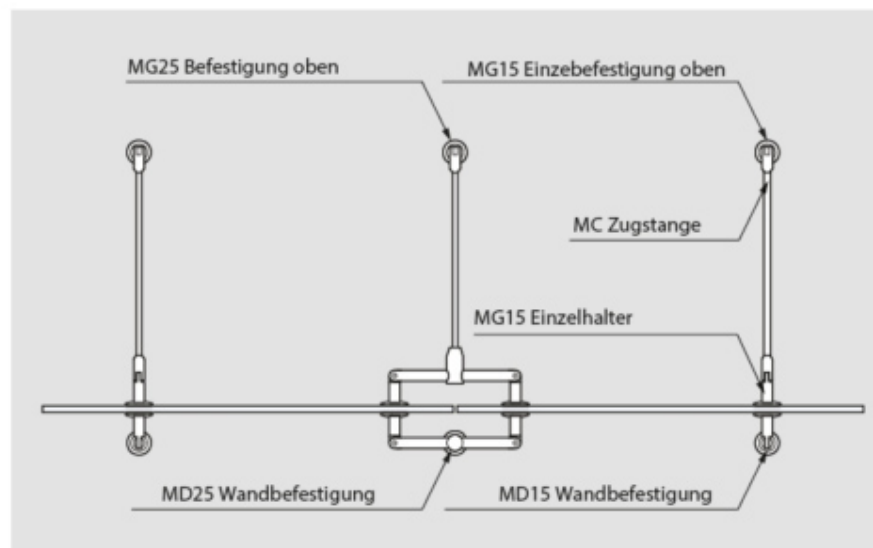 MG25 Befestigung oben
MG15 Einzebefestigung oben
MC Zugstange
MG15 Einzelhalter
MD25 Wandbefestigung
MD15 Wandbefestigung